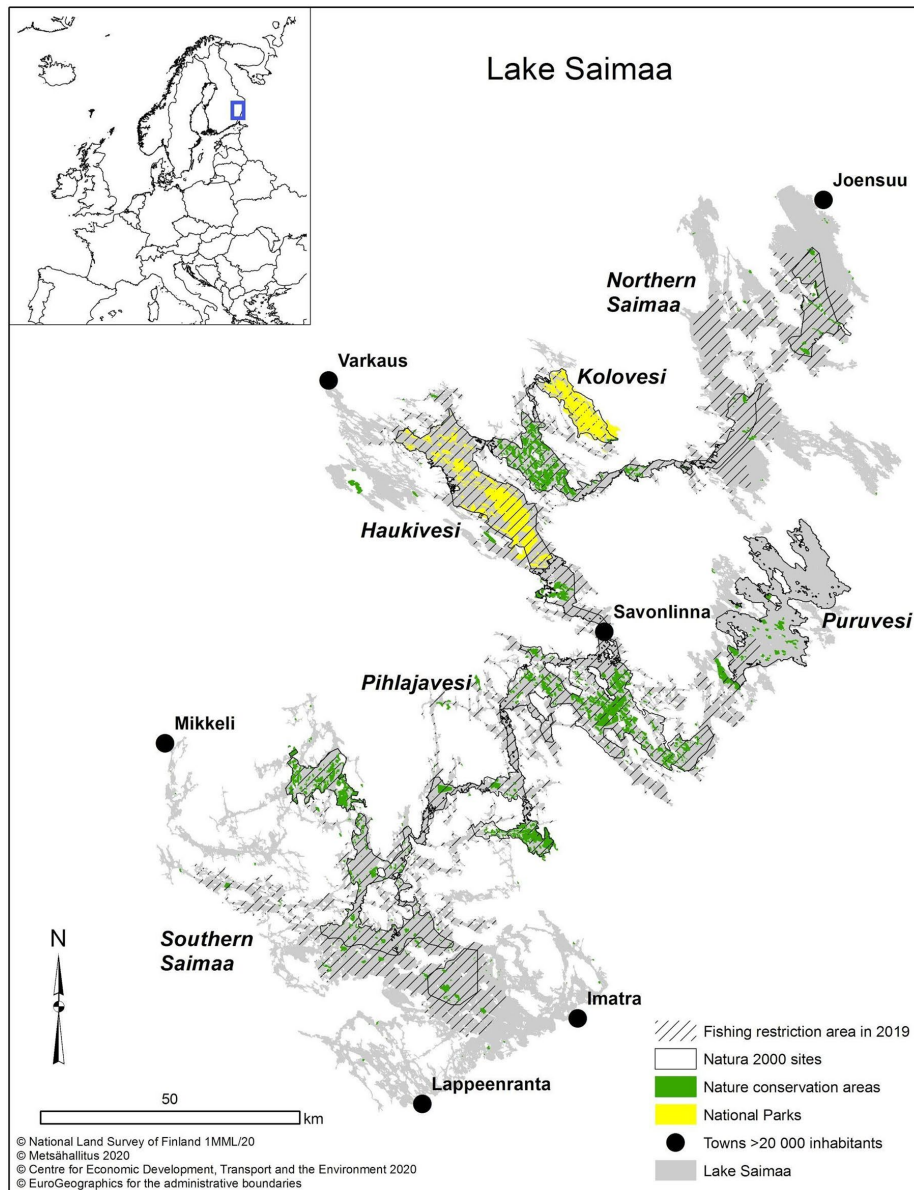 Lake Saimaa
Joensuu
Northern
Saimaa
Varkaus
Kolovesi
Haukivesi
Savonlinna
Puruvesi
Pihlajavesi
Mikkeli
Southern
Saimaa
N
Imatra
Lappeenranta
50
km
Fishing restriction area in 2019
Natura 2000 sites
Nature conservation areas
National Parks
Towns >20 000 inhabitants
Lake Saimaa
© National Land Survey of Finland 1MML/20
© Metsähallitus 2020
© Centre for Economic Development, Transport and the Environment 2020
© EuroGeographics for the administrative boundaries